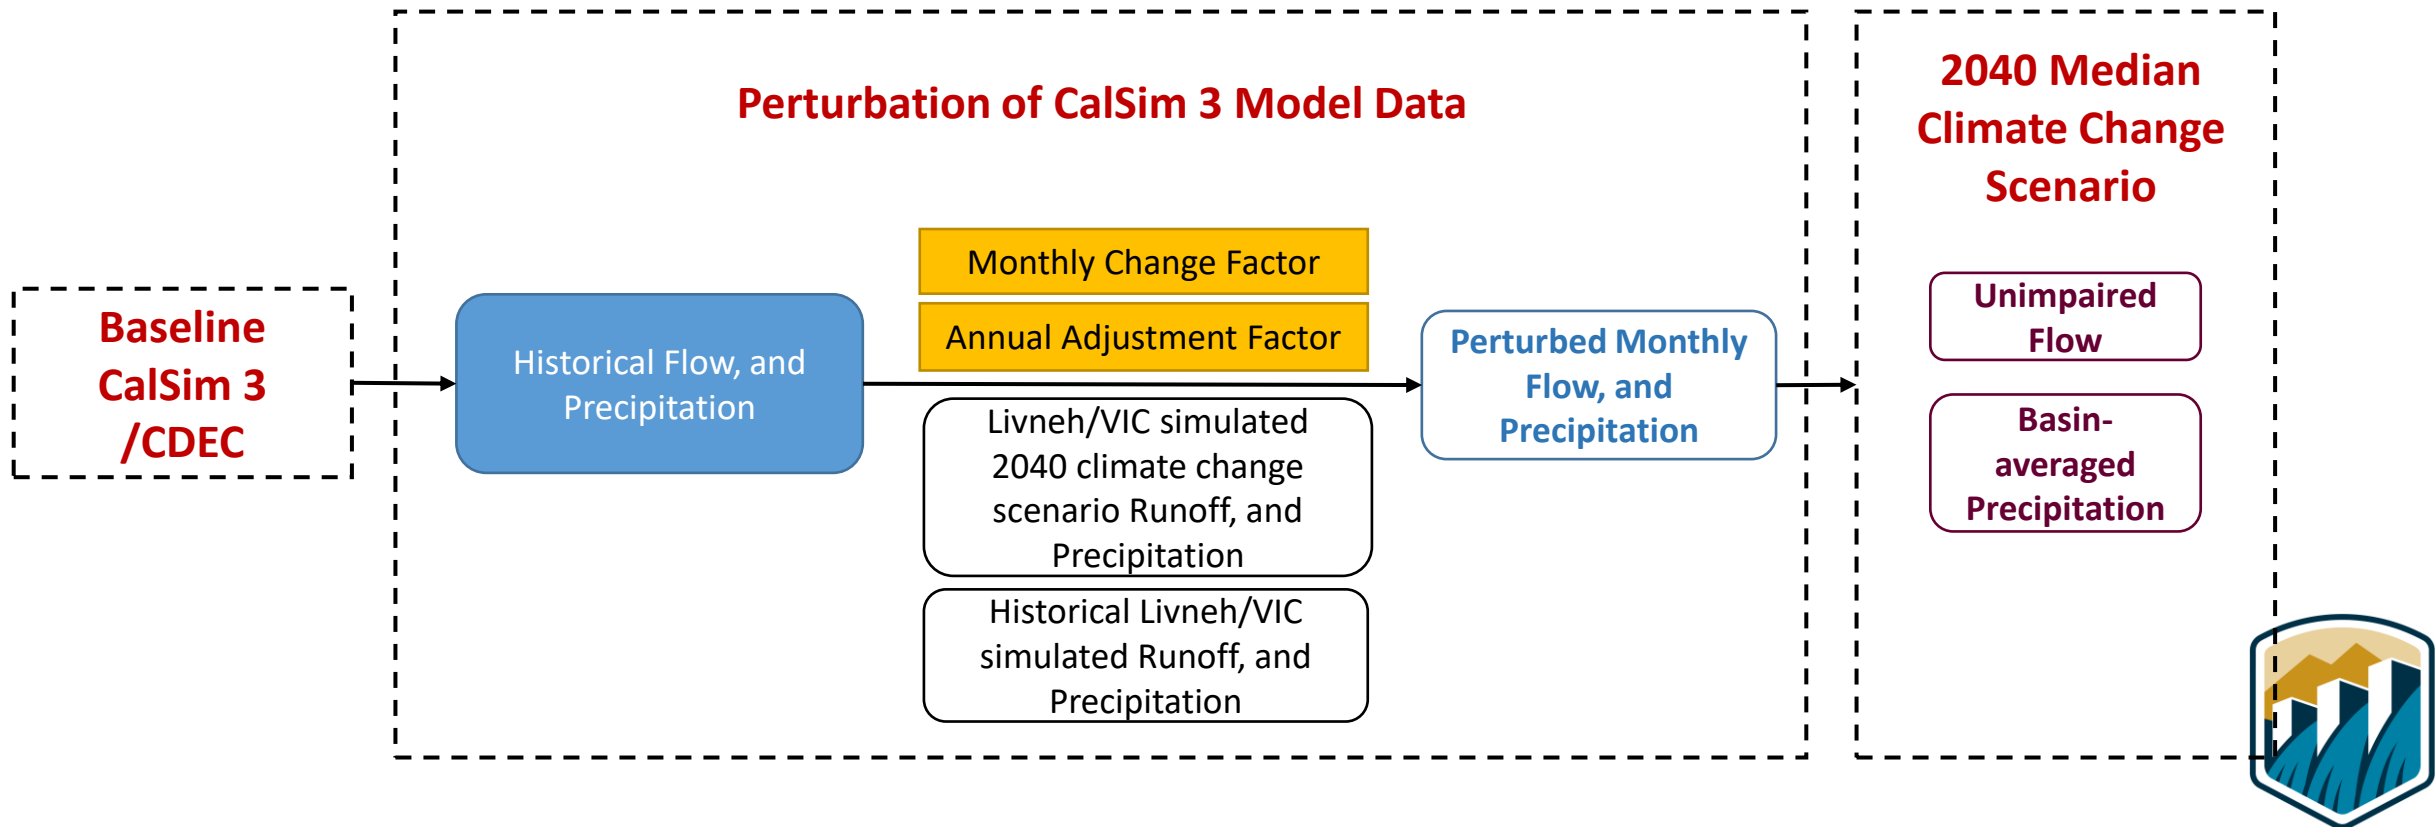 Baseline
CalSim 3
/CDEC
Perturbation of CalSim 3 Model Data
Historical Flow, and
Precipitation
Monthly Change Factor
Annual Adjustment Factor
Livneh/VIC simulated
2040 climate change
scenario Runoff, and
Precipitation
Historical Livneh/VIC
simulated Runoff, and
Precipitation
Perturbed Monthly
Flow, and
Precipitation
2040 Median
Climate Change
Scenario
Unimpaired
Flow
Basin-
averaged
Precipitation